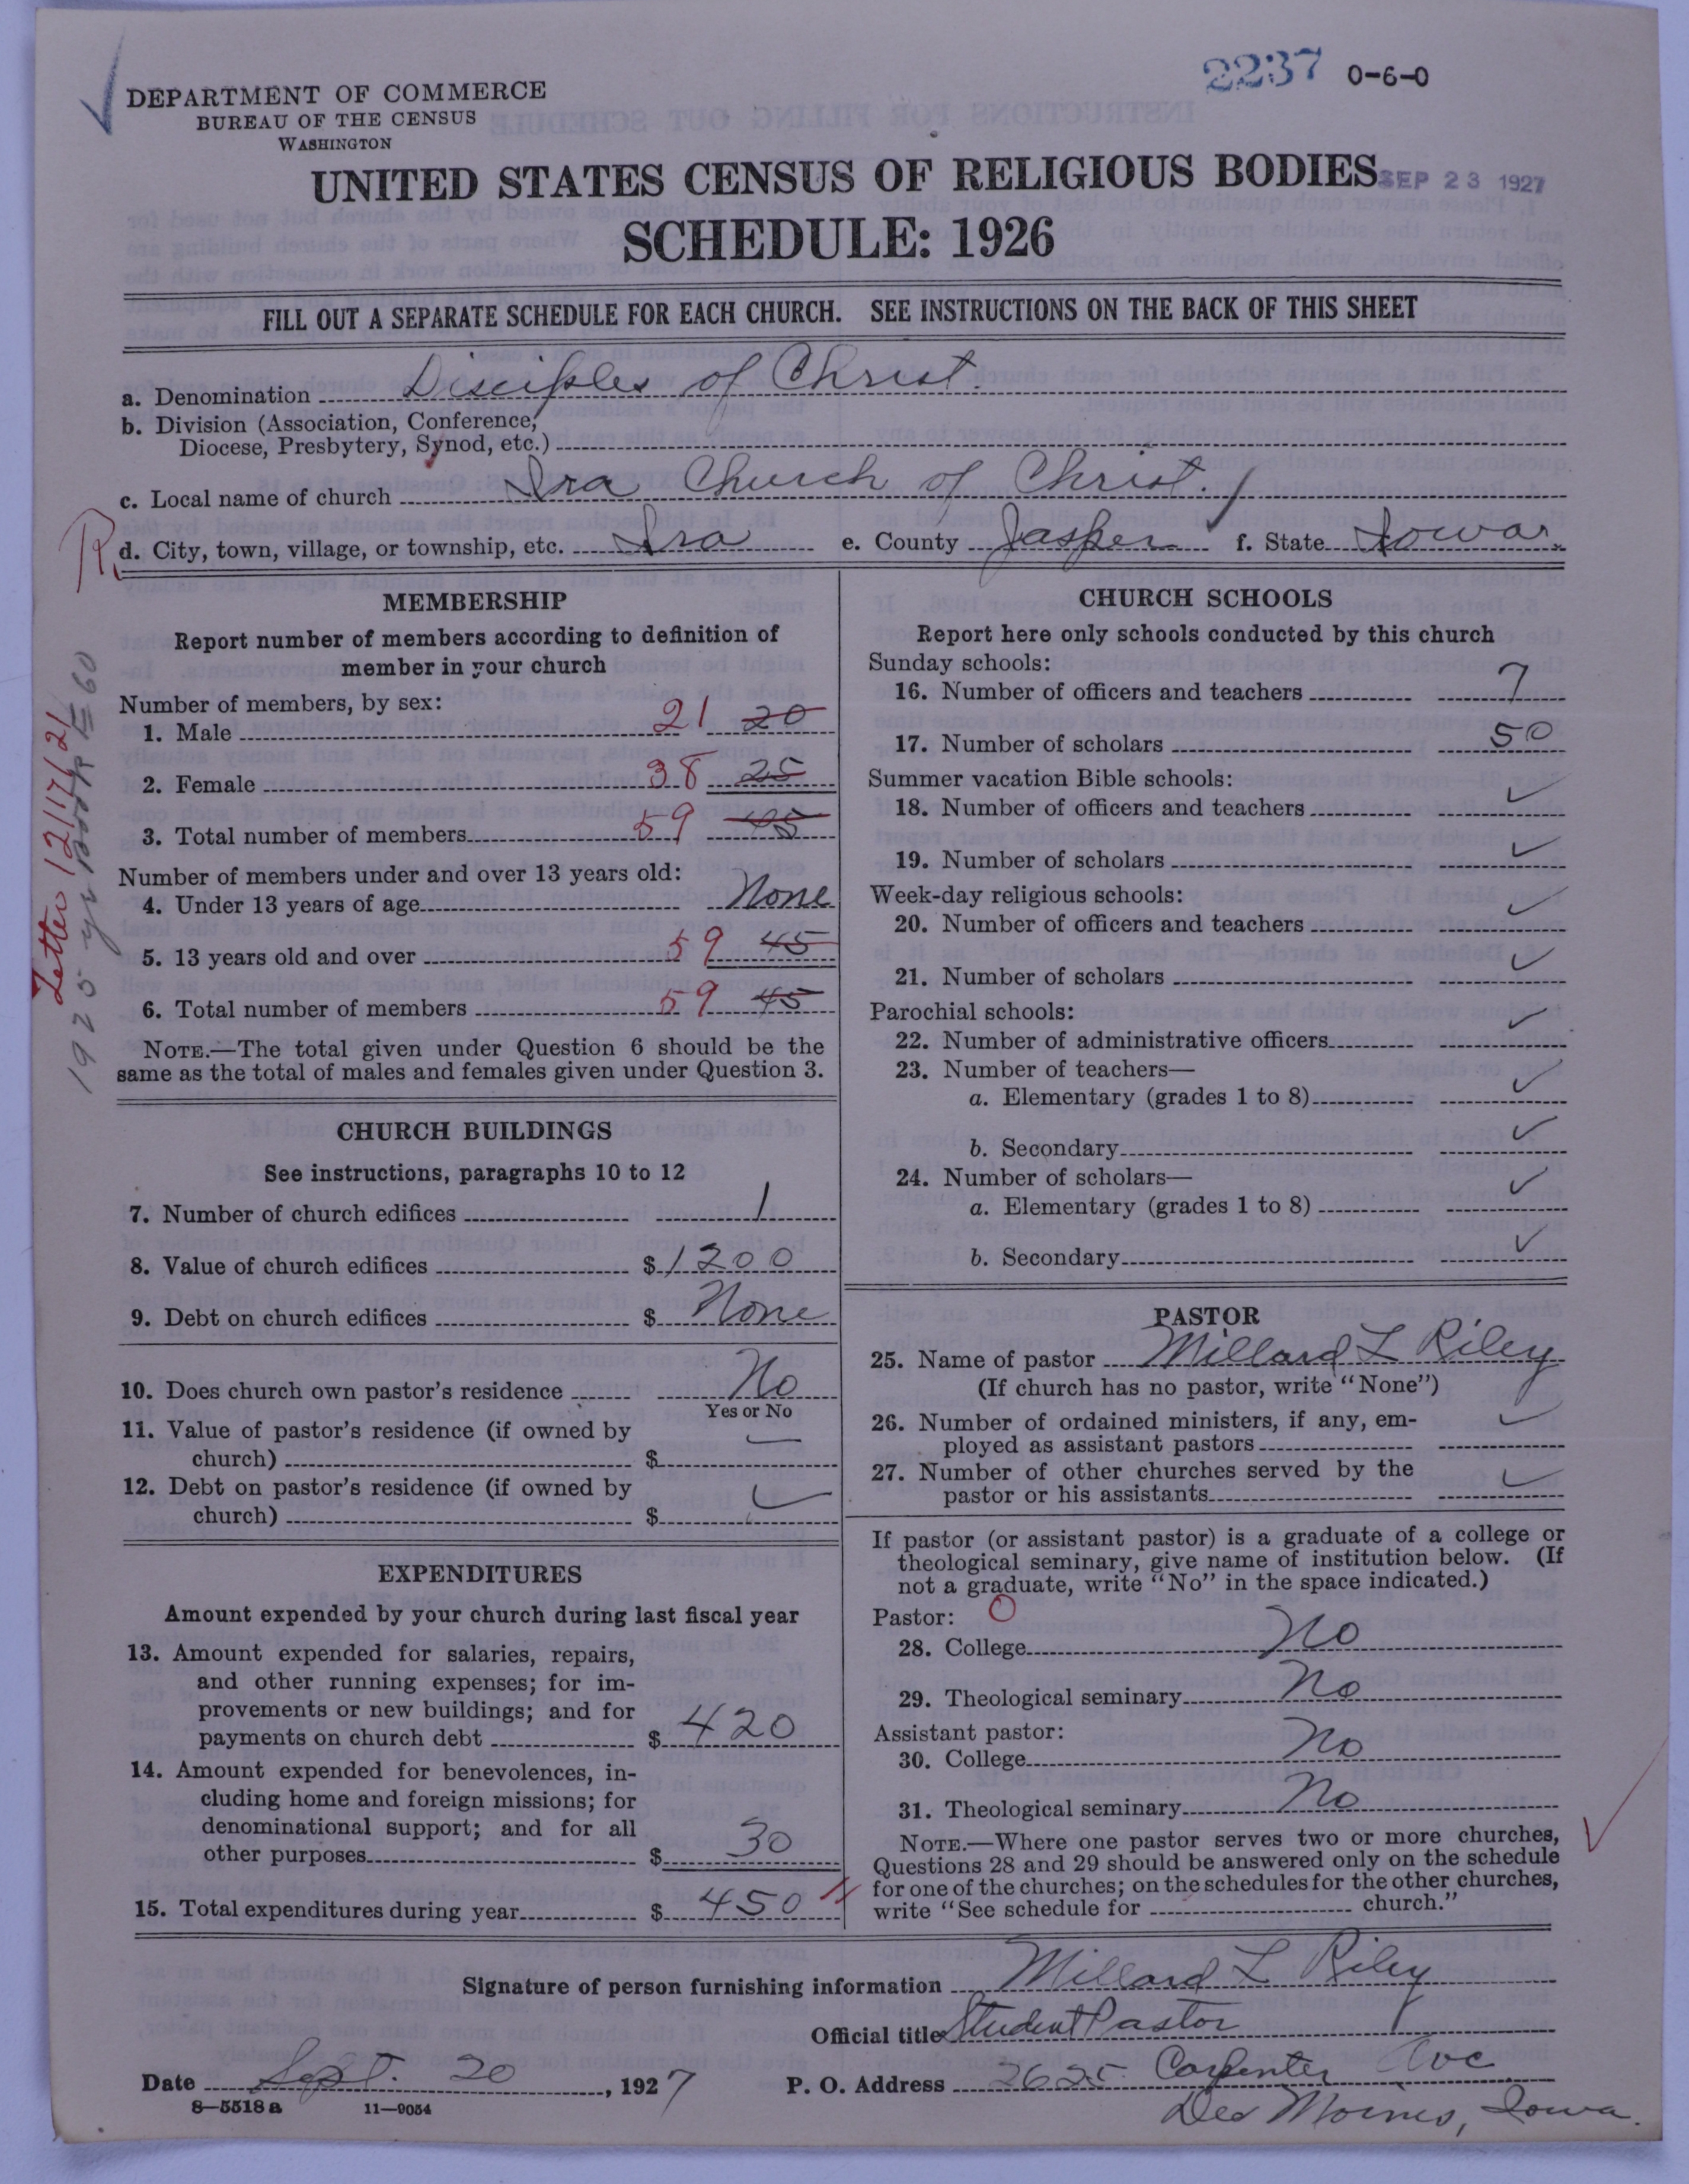 2237 0-6-0
DEPARTMENT OF COMMERCE
BUREAU OF THE CENSUS
WASHINGTON
UNITED STATES CENSUS OF RELIGIOUS BODIES SEP 23 1927
SCHEDULE: 1926
FILL OUT A SEPARATE SCHEDULE FOR EACH CHURCH. SEE INSTRUCTIONS ON THE BACK OF THIS SHEET
a. Denomination Disciples of Christ.
b. Division (Association, Conference,
Diocese, Presbytery, Synod, etc.)
c. Local name of church Ira Church of Christ.
R. d. City, town, village, or township, etc. Ira e. County Jasper f. State Iowa.
Letter 12/17/21
1925 yr Book 60
MEMBERSHIP
Report number of members according to definition of
member in your church
Number of members, by sex:
1. Male 21 20
2. Female 38 25
3. Total number of members 59 45
Number of members under and over 13 years old:
4. Under 13 years of age None
5. 13 years old and over 59 45
6. Total number of members 59 45
NOTE.—The total given under Question 6 should be the
same as the total of males and females given under Question 3.
CHURCH BUILDINGS
See instructions, paragraphs 10 to 12
7. Number of church edifices 1
8. Value of church edifices $ 1200
9. Debt on church edifices $ None
10. Does church own pastor's residence No
Yes or No
11. Value of pastor's residence (if owned by
church) $
12. Debt on pastor's residence (if owned by
church) $
EXPENDITURES
Amount expended by your church during last fiscal year
13. Amount expended for salaries, repairs,
and other running expenses; for im-
provements or new buildings; and for
payments on church debt $ 420
14. Amount expended for benevolences, in-
cluding home and foreign missions; for
denominational support; and for all
other purposes $ 30
15. Total expenditures during year $ 450
CHURCH SCHOOLS
Report here only schools conducted by this church
Sunday schools:
16. Number of officers and teachers 7
17. Number of scholars 50
Summer vacation Bible schools:
18. Number of officers and teachers ✓
19. Number of scholars ✓
Week-day religious schools:
20. Number of officers and teachers ✓
21. Number of scholars ✓
Parochial schools:
22. Number of administrative officers ✓
23. Number of teachers—
a. Elementary (grades 1 to 8) ✓
b. Secondary ✓
24. Number of scholars—
a. Elementary (grades 1 to 8) ✓
b. Secondary ✓
PASTOR
25. Name of pastor Millard L Riley
(If church has no pastor, write "None")
26. Number of ordained ministers, if any, em-
ployed as assistant pastors ✓
27. Number of other churches served by the
pastor or his assistants ✓
If pastor (or assistant pastor) is a graduate of a college or
theological seminary, give name of institution below. (If
not a graduate, write "No" in the space indicated.)
Pastor: O
28. College No
29. Theological seminary No
Assistant pastor:
30. College No
31. Theological seminary No
NOTE.—Where one pastor serves two or more churches,
Questions 28 and 29 should be answered only on the schedule
for one of the churches; on the schedules for the other churches,
write "See schedule for church."
Signature of person furnishing information Millard L Riley
Official title Student Pastor
Date Sept. 20, 1927 P. O. Address 2625 Carpenter Ave
Des Moines, Iowa.
8—5518a 11—9054